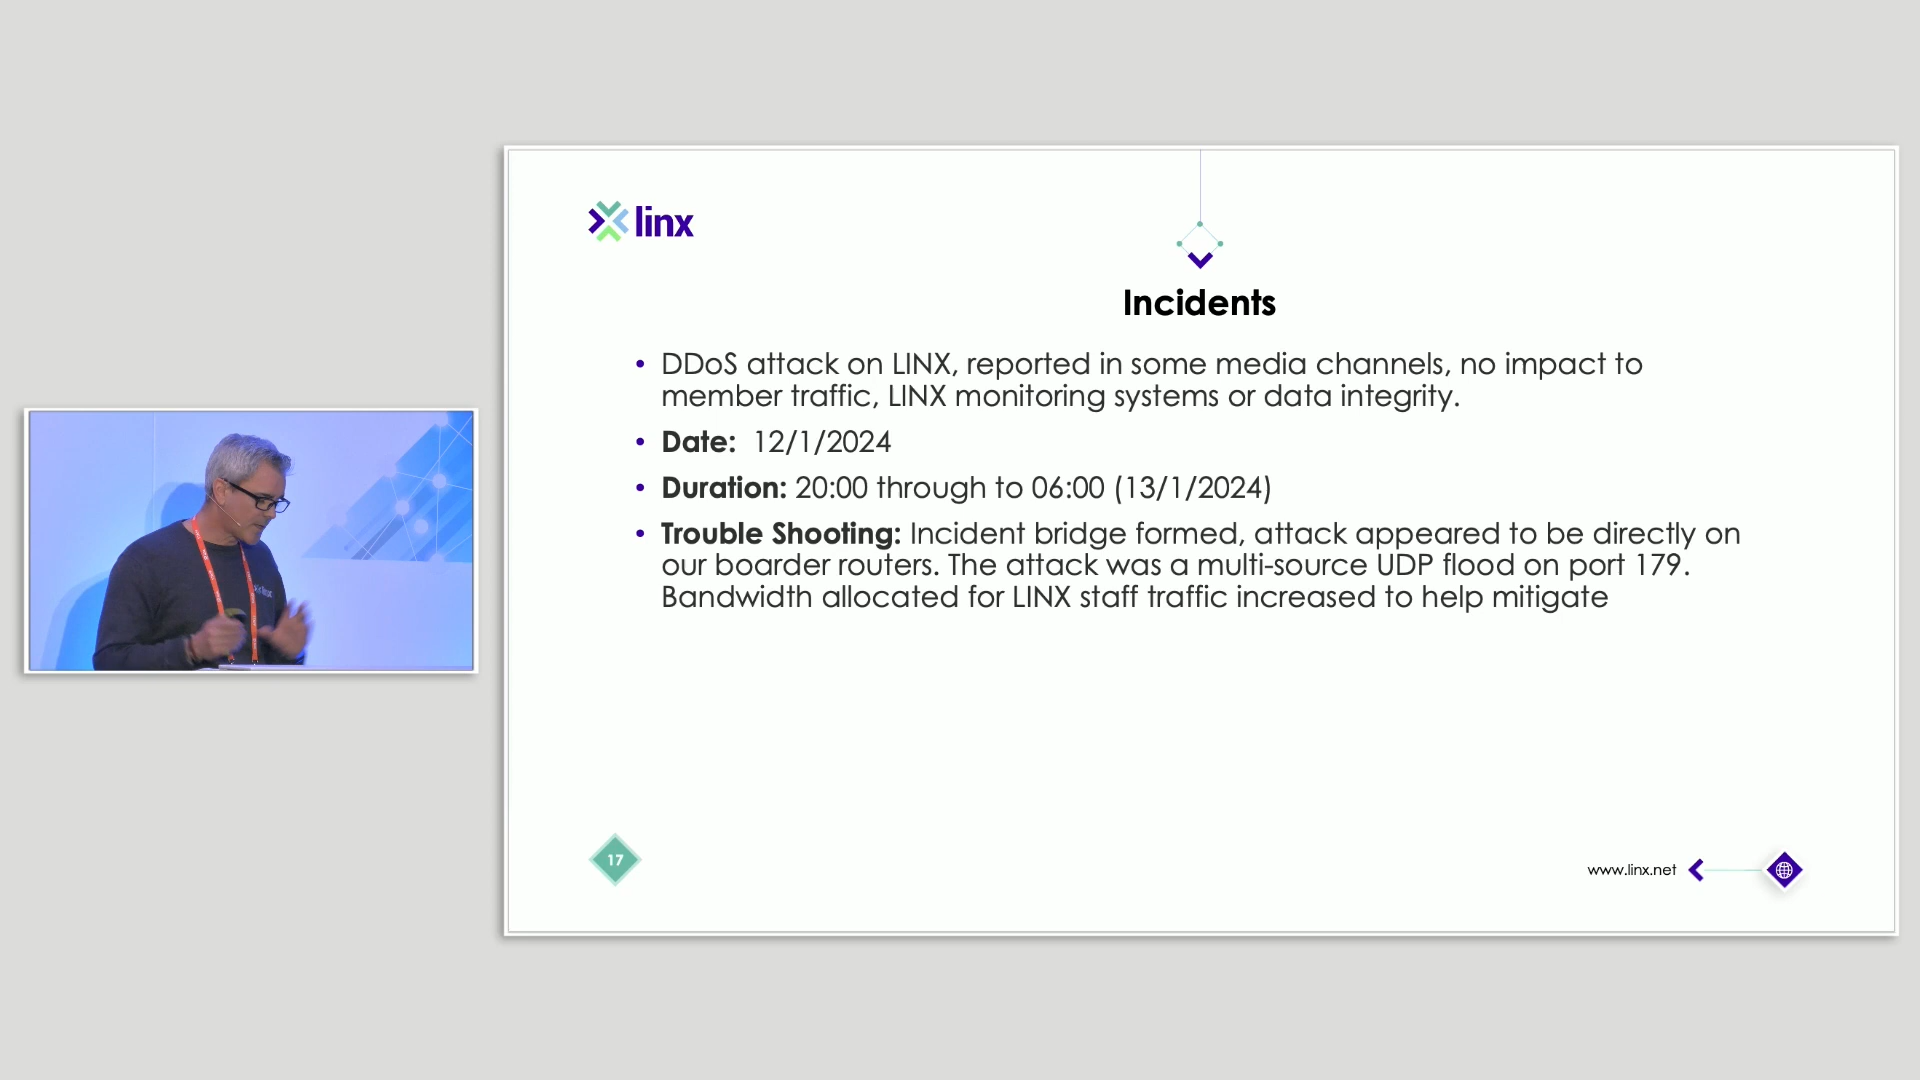 linx
Incidents
• DDoS attack on LINX, reported in some media channels, no impact to
member traffic, LINX monitoring systems or data integrity.
• Date: 12/1/2024
• Duration: 20:00 through to 06:00 (13/1/2024)
• Trouble Shooting: Incident bridge formed, attack appeared to be directly on
our boarder routers. The attack was a multi-source UDP flood on port 179.
Bandwidth allocated for LINX staff traffic increased to help mitigate
17
www.linx.net